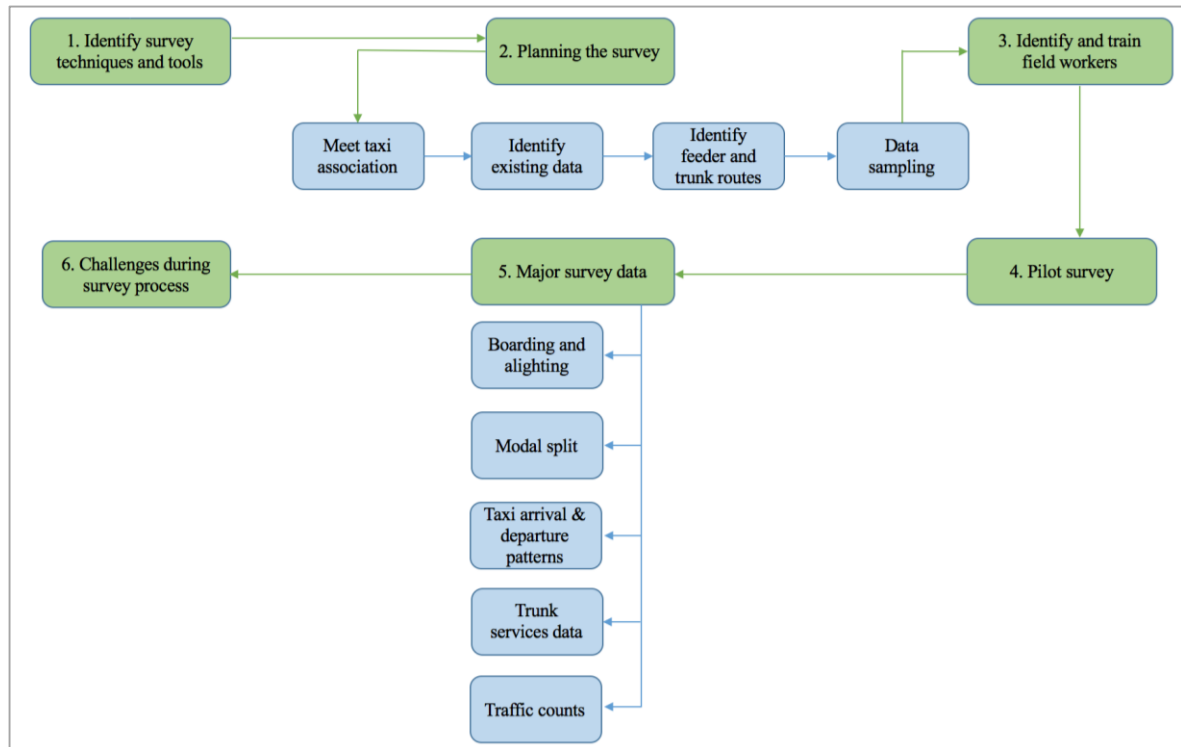 1. Identify survey
techniques and tools
2. Planning the survey
3. Identify and train
field workers
Meet taxi
association
Identify
existing data
Identify
feeder and
trunk routes
Data
sampling
6. Challenges during
survey process
5. Major survey data
4. Pilot survey
Boarding and
alighting
Modal split
Taxi arrival &
departure
patterns
Trunk
services data
Traffic counts